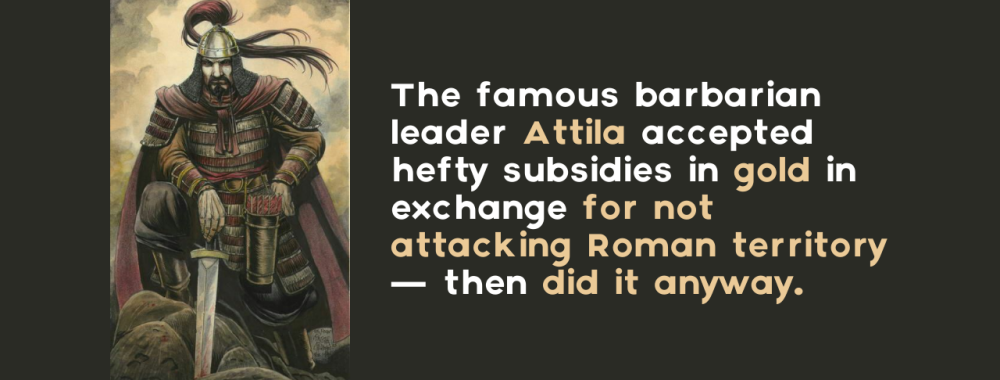 The famous barbarian
leader Attila accepted
hefty subsidies in gold in
exchange for not
attacking Roman territory
— then did it anyway.